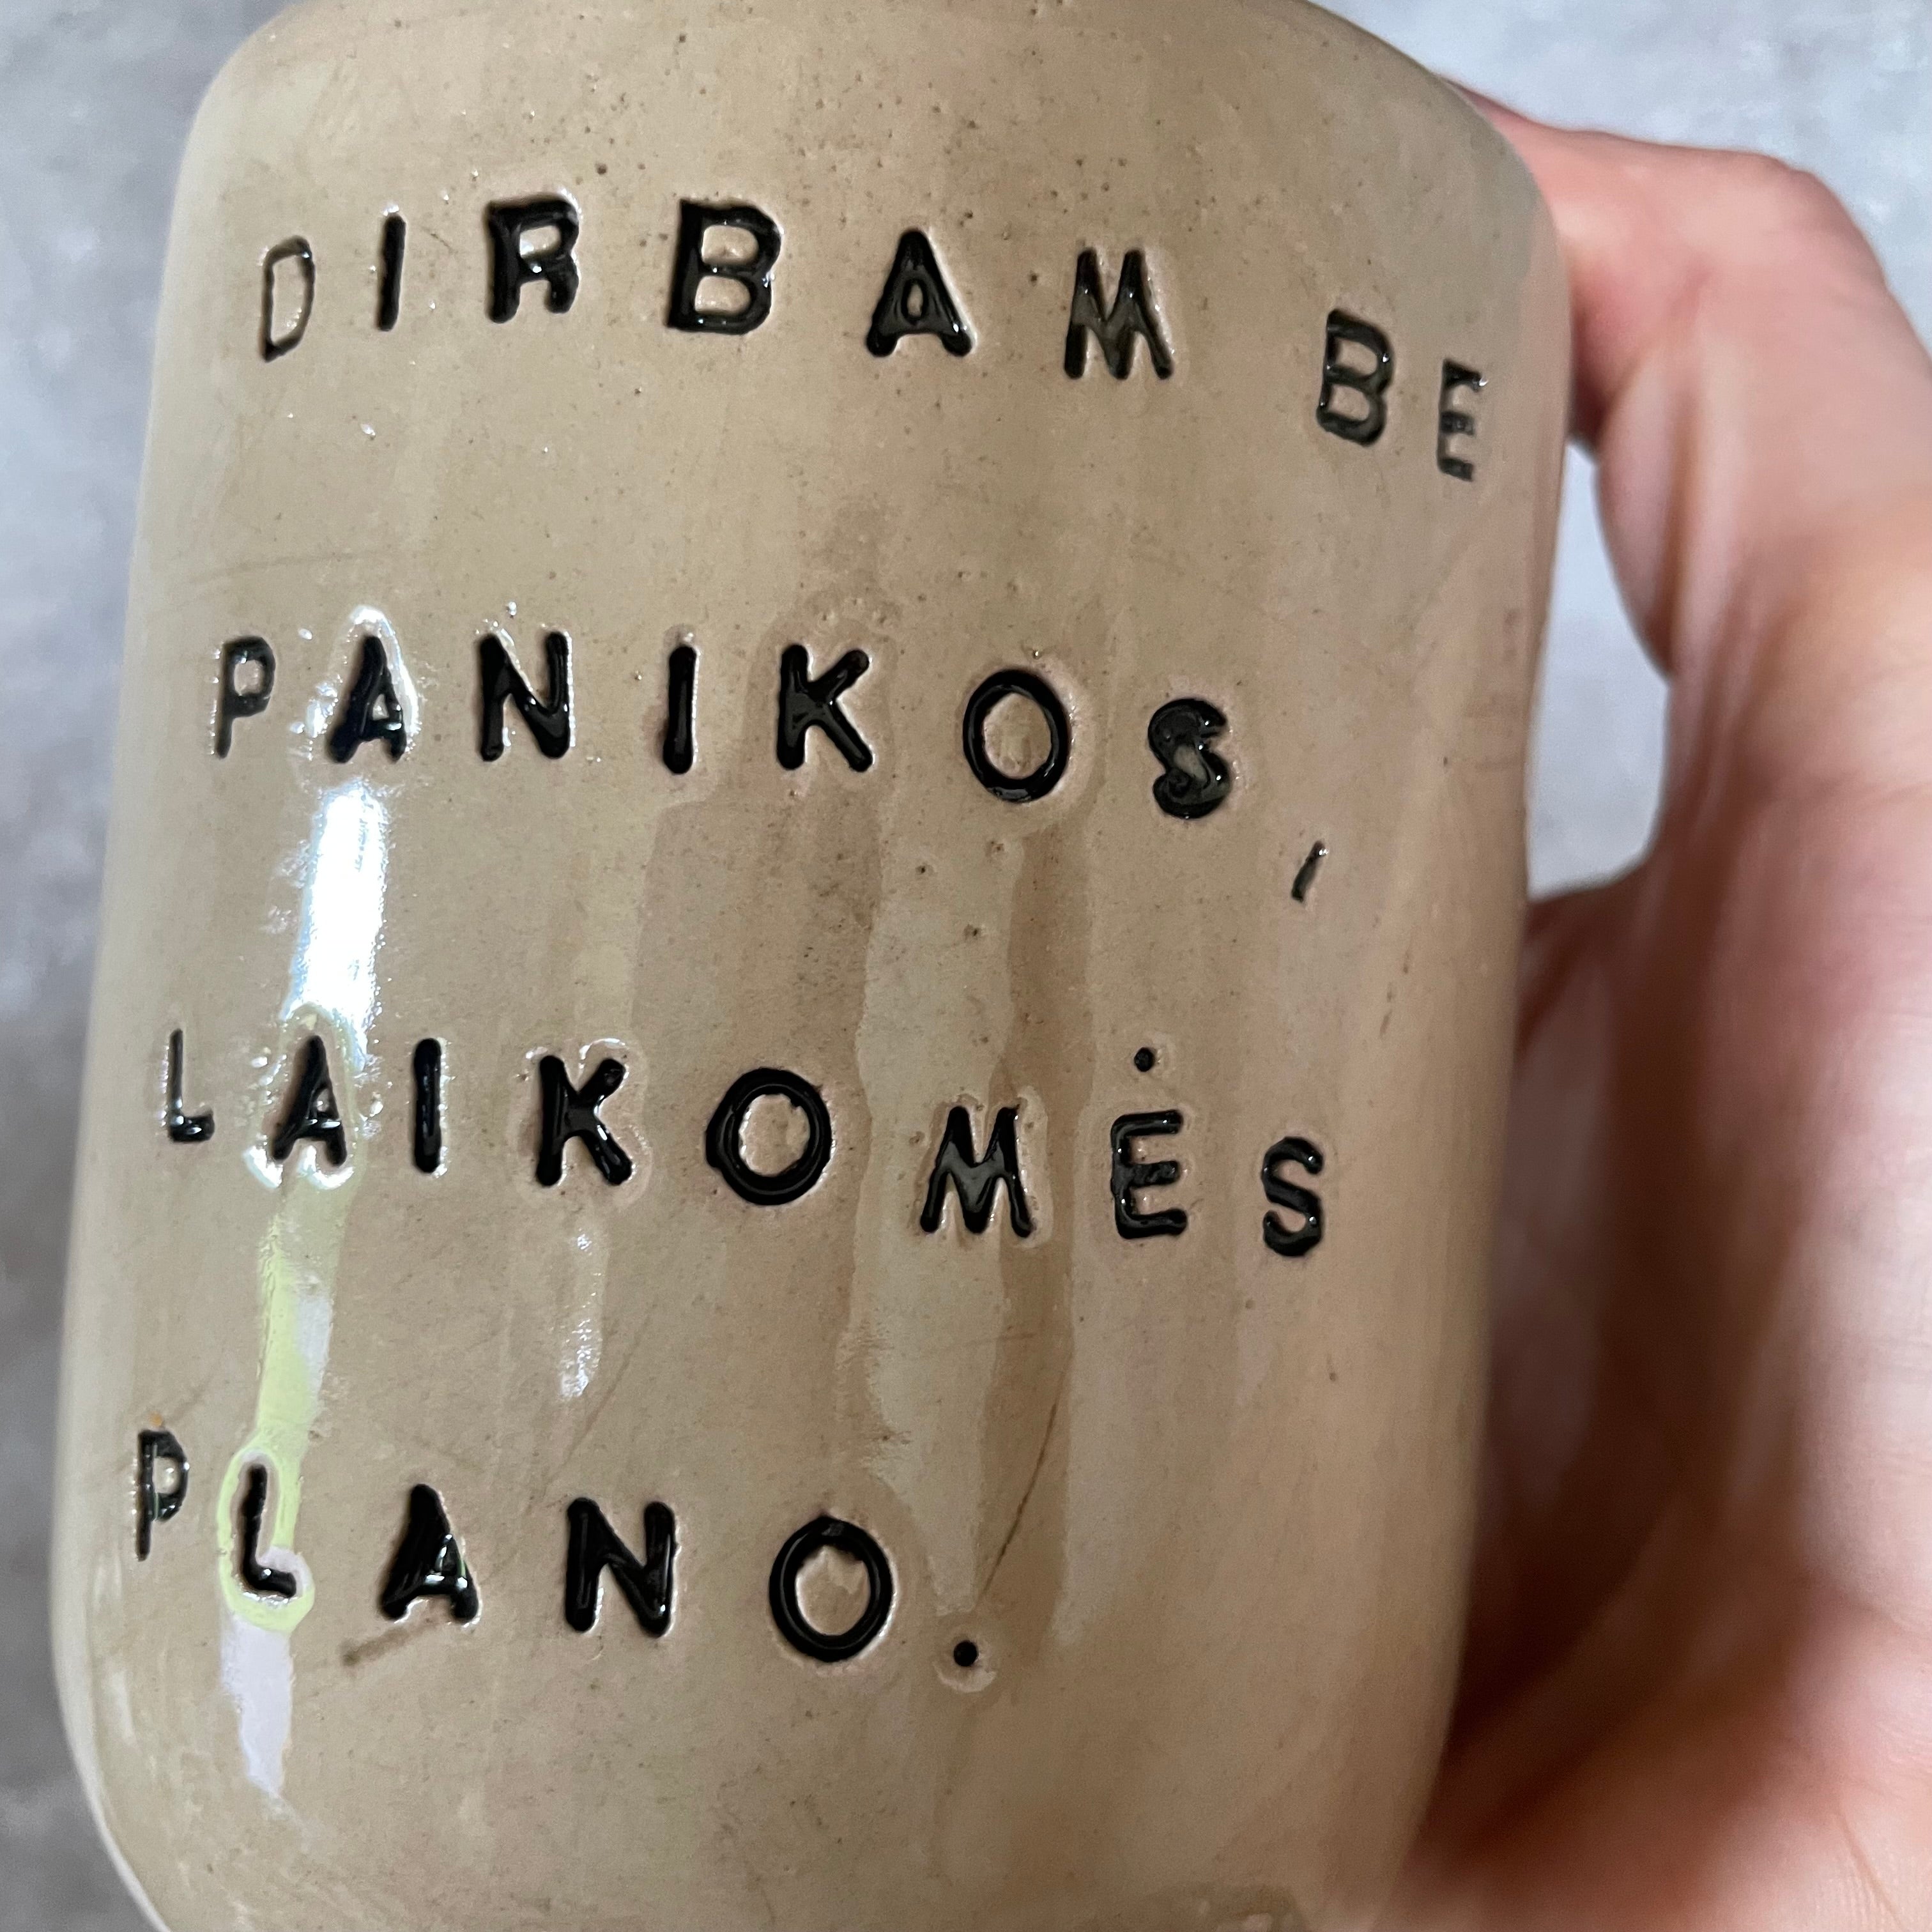 DIRBAM BE
PANIKOS,
LAIKOMĖS
PLANO.